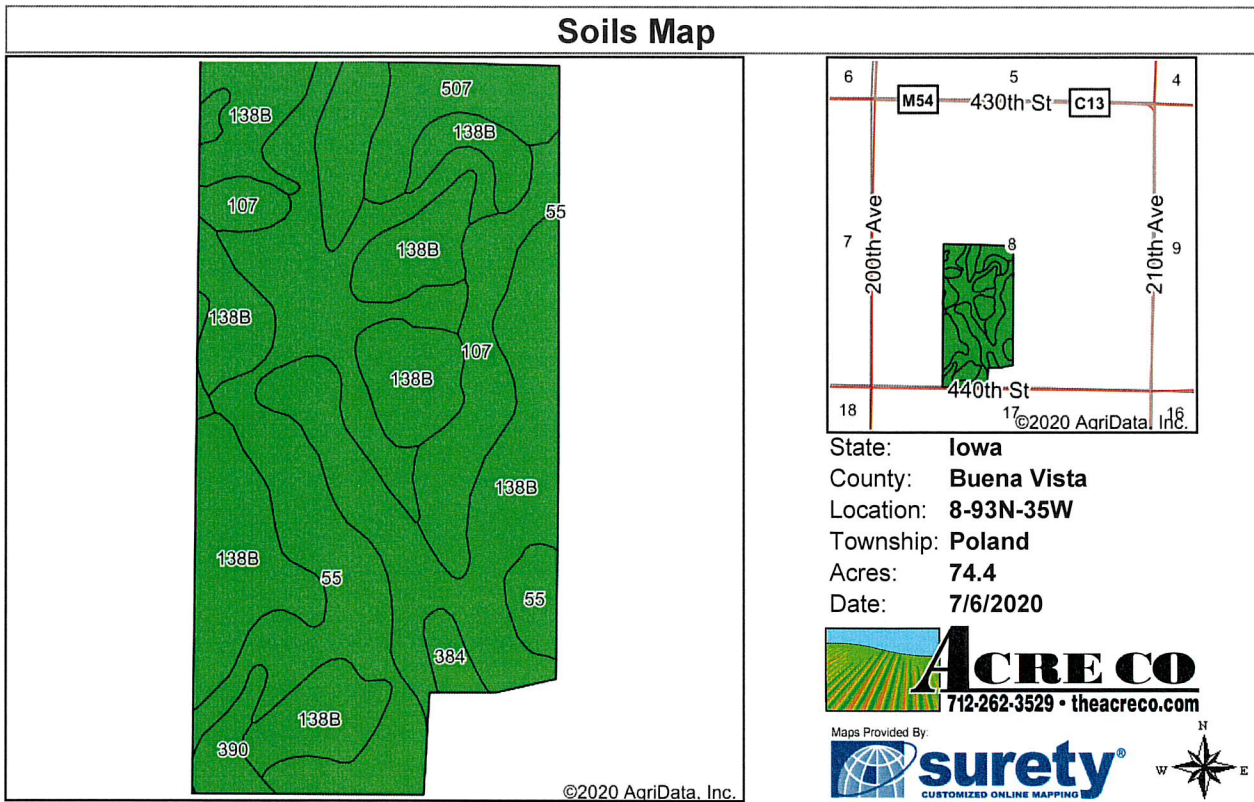 Soils Map
507
138B
138B
107
55
138B
138B
107
138B
138B
138B
55
55
384
138B
390
©2020 AgriData, Inc.
6
5
4
M54
430th St
C13
7
200th Ave
8
210th Ave
9
440th St
18
17
16
©2020 AgriData, Inc.
State: Iowa
County: Buena Vista
Location: 8-93N-35W
Township: Poland
Acres: 74.4
Date: 7/6/2020
ACRE CO
712-262-3529 • theacreco.com
Maps Provided By:
surety®
CUSTOMIZED ONLINE MAPPING
N
W
E
S